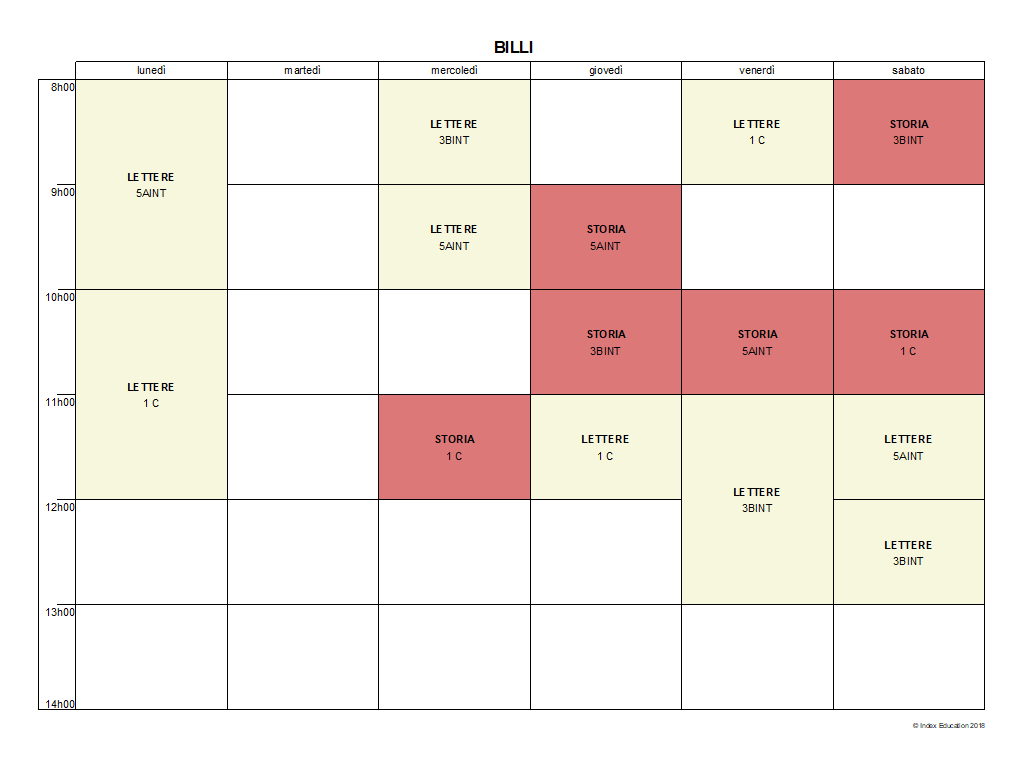 BILLI
lunedì martedì mercoledì giovedì venerdì sabato
8h00
LETTERE
3BINT
LETTERE
1 C
STORIA
3BINT
LETTERE
5AINT
9h00
LETTERE
5AINT
STORIA
5AINT
10h00
STORIA
3BINT
STORIA
5AINT
STORIA
1 C
LETTERE
1 C
11h00
STORIA
1 C
LETTERE
1 C
LETTERE
5AINT
LETTERE
3BINT
12h00
LETTERE
3BINT
13h00
14h00
© Index Education 2018